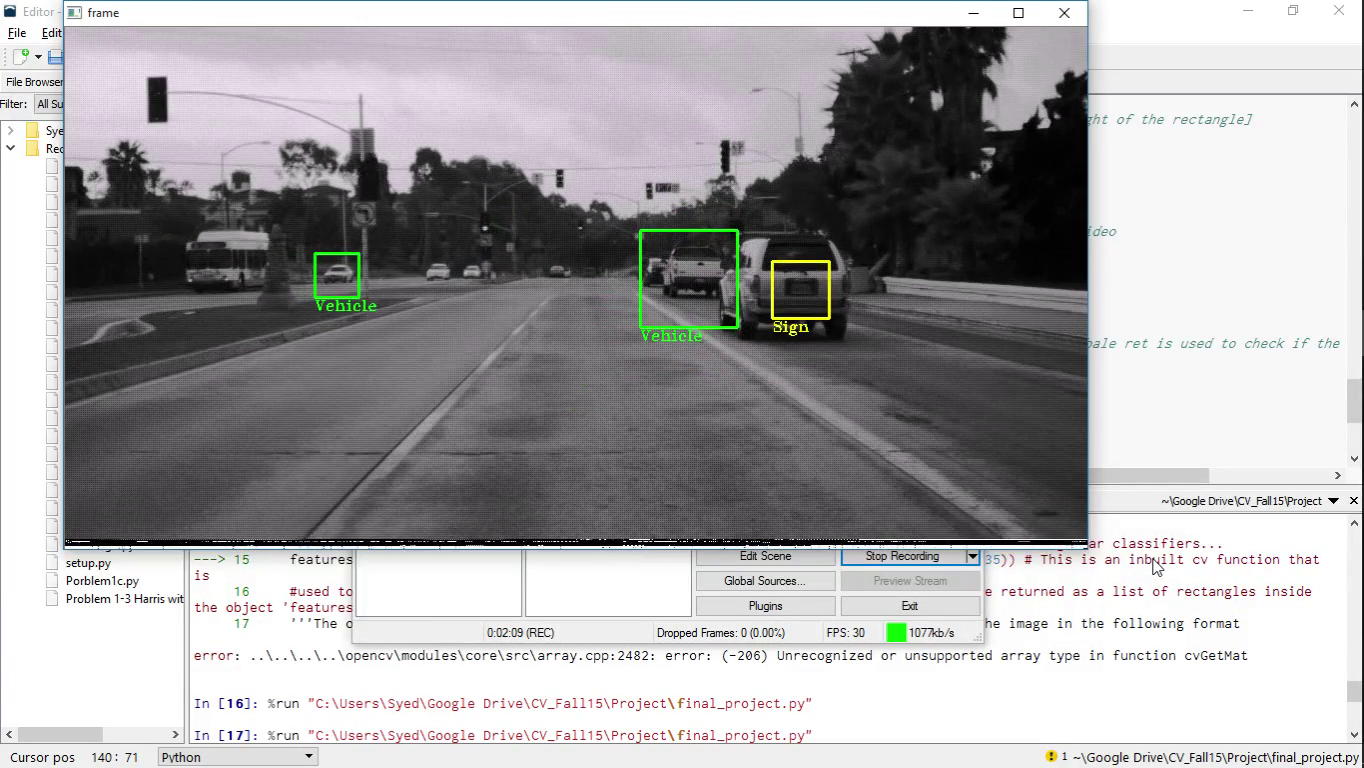 Editor -
frame
File Edit
File Browser
Filter: All Su
Sye
Rec
ght of the rectangle]
ideo
bale ret is used to check if the
Vehicle
Vehicle
Sign
~\Google Drive\CV_Fall15\Project
setup.py
Porblem1c.py
Problem 1-3 Harris wit
ar classifiers...
---> 15 features
35)) # This is an inbuilt cv function that
is
16 #used to
e returned as a list of rectangles inside
the object 'features
17 '''The o
he image in the following format
error: ..\..\..\..\opencv\modules\core\src\array.cpp:2482: error: (-206) Unrecognized or unsupported array type in function cvGetMat
In [16]: %run "C:\Users\Syed\Google Drive\CV_Fall15\Project\final_project.py"
In [17]: %run "C:\Users\Syed\Google Drive\CV_Fall15\Project\final_project.py"
Edit Scene
Stop Recording
Global Sources...
Preview Stream
Plugins
Exit
0:02:09 (REC)
Dropped Frames: 0 (0.00%)
FPS: 30
1077kb/s
Cursor pos 140: 71
Python
1 ~\Google Drive\CV_Fall15\Project\final_project.py